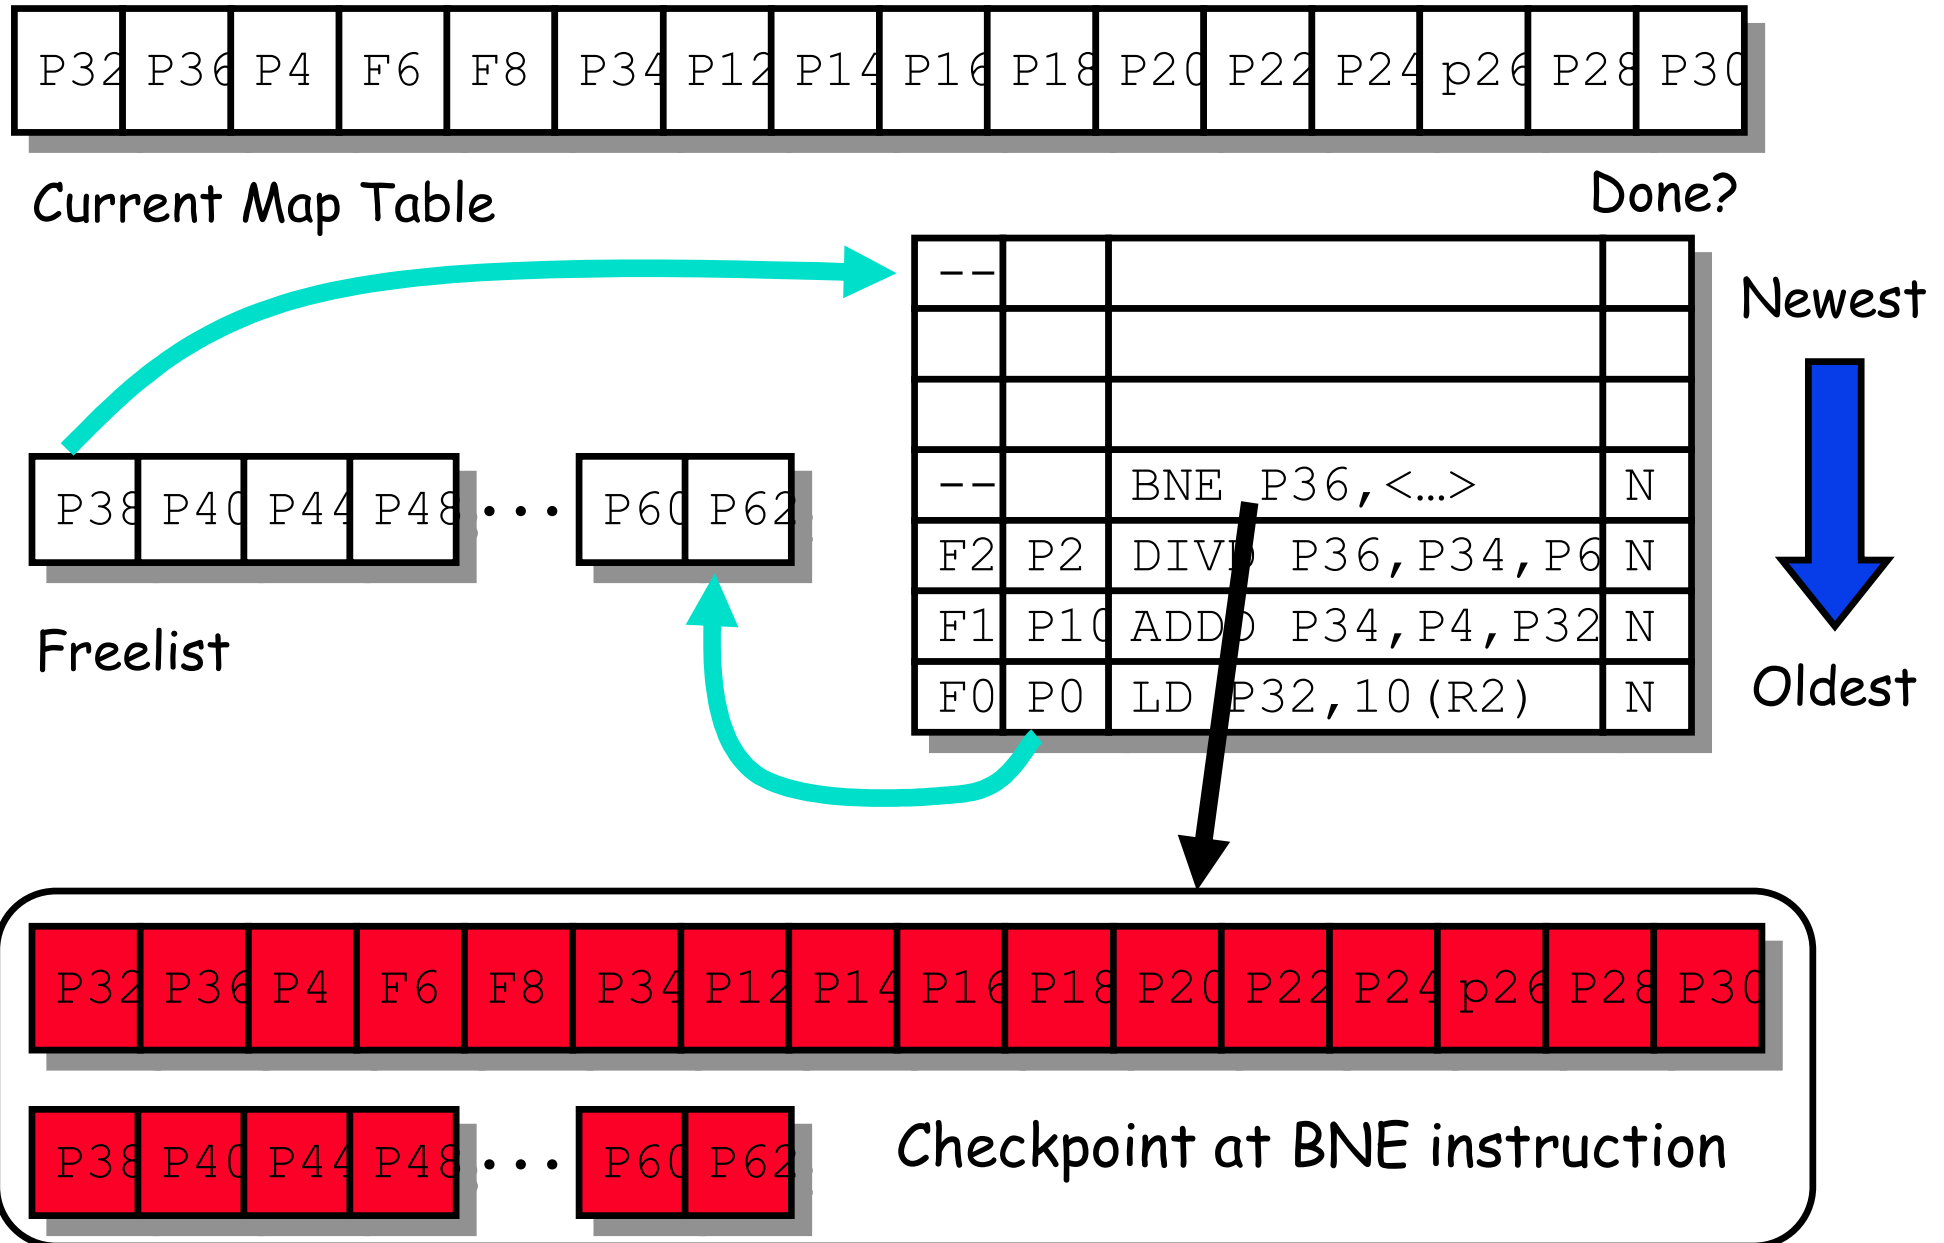 P32 P36 P4 F6 F8 P34 P12 P14 P16 P18 P20 P22 P24 p26 P28 P30
Current Map Table
Done?
--
Newest
P38 P40 P44 P48 ... P60 P62
-- BNE P36,<…> N
F2 P2 DIVD P36,P34,P6 N
F1 P10 ADDD P34,P4,P32 N
Freelist
F0 P0 LD P32,10(R2) N
Oldest
P32 P36 P4 F6 F8 P34 P12 P14 P16 P18 P20 P22 P24 p26 P28 P30
P38 P40 P44 P48 ... P60 P62
Checkpoint at BNE instruction